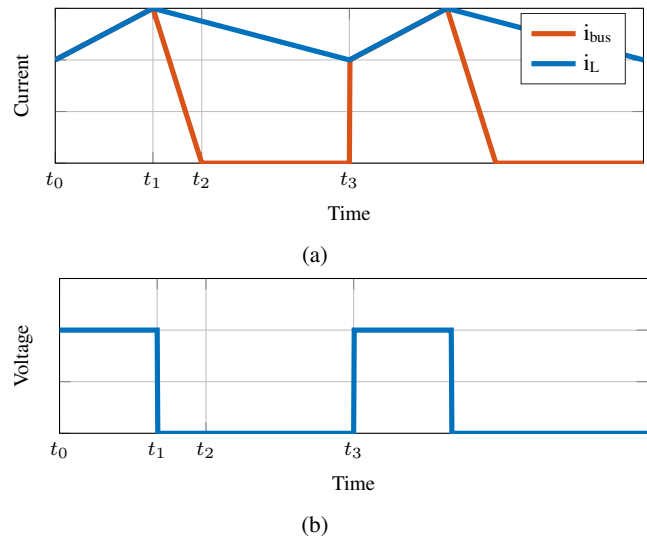 Current
i_bus
i_L
t_0 t_1 t_2 t_3
Time
(a)
Voltage
t_0 t_1 t_2 t_3
Time
(b)